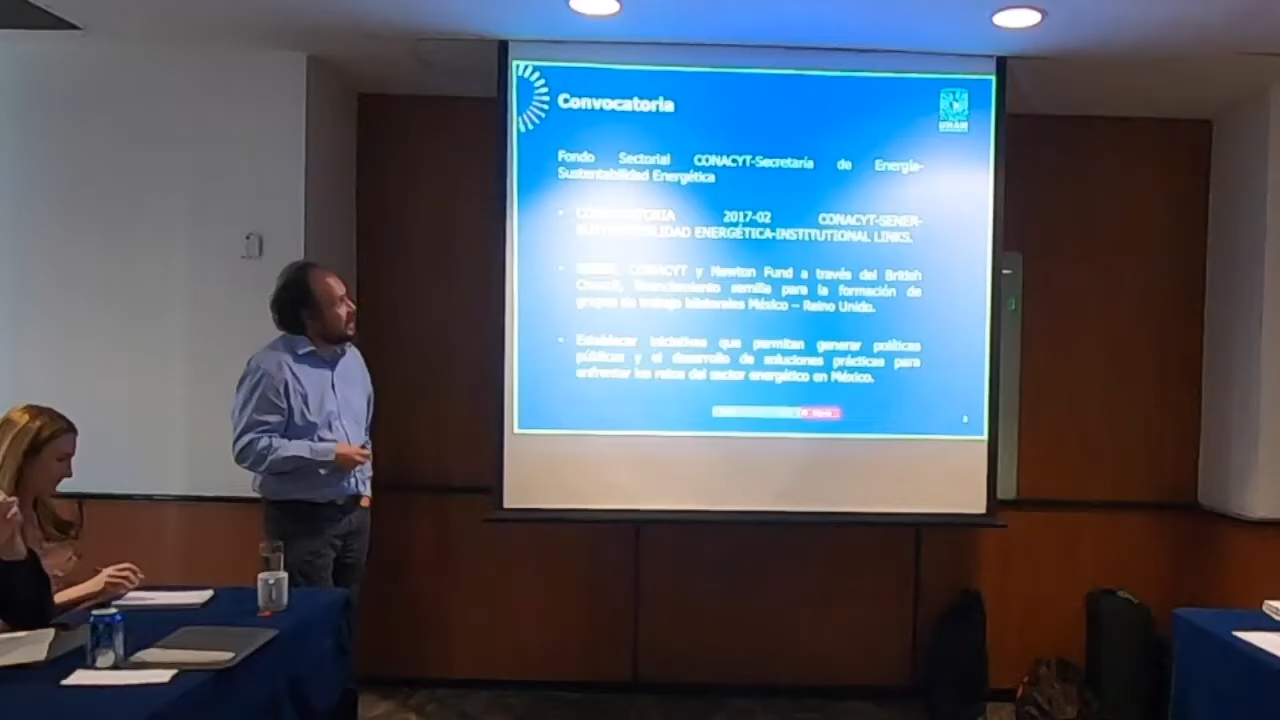 Convocatoria
UNAM
Fondo Sectorial CONACYT-Secretaría de Energía-
Sustentabilidad Energética
CONVOCATORIA 2017-02 CONACYT-SENER-
SUSTENTABILIDAD ENERGÉTICA-INSTITUTIONAL LINKS.
CONACYT y Newton Fund a través del British
Council, financiamiento semilla para la formación de
grupos de trabajo bilaterales México – Reino Unido.
Establecer iniciativas que permitan generar políticas
públicas y el desarrollo de soluciones prácticas para
enfrentar los retos del sector energético en México.